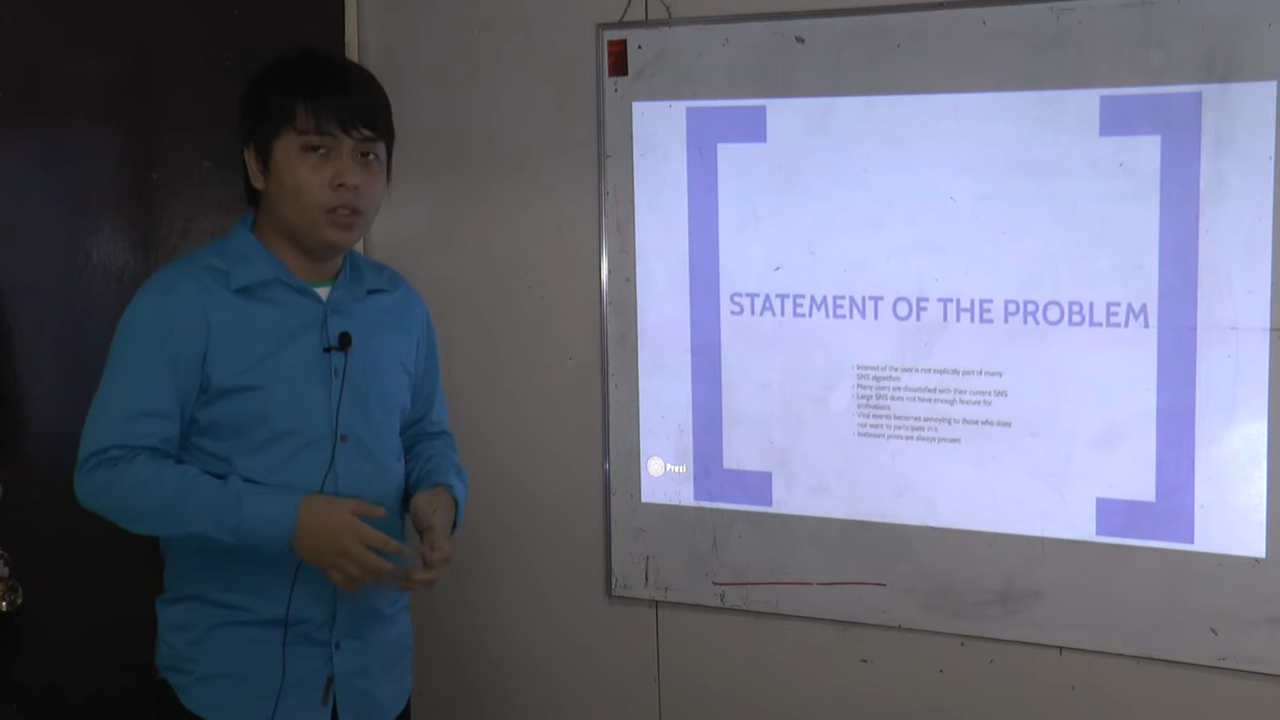 STATEMENT OF THE PROBLEM
· Interest of the user is not explicitly part of many
SNS algorithm
· Many users are dissatisfied with their current SNS
· Large SNS does not have enough feature for
enthusiasts
· Viral events becomes annoying to those who does
not want to participate in it
· Irrelevant posts are always present
Prezi